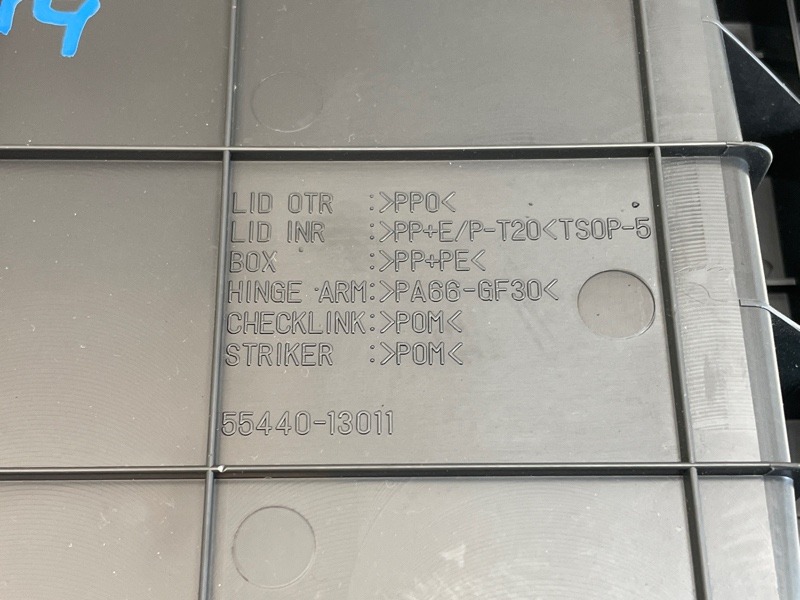 LID OTR :>PPO<
LID INR :>PP+E/P-T20<TSOP-5
BOX :>PP+PE<
HINGE ARM:>PA66-GF30<
CHECKLINK:>POM<
STRIKER :>POM<
55440-13011